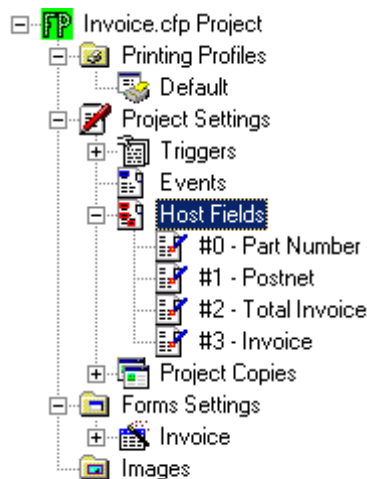 FP Invoice.cfp Project
Printing Profiles
Default
Project Settings
Triggers
Events
Host Fields
#0 - Part Number
#1 - Postnet
#2 - Total Invoice
#3 - Invoice
Project Copies
Forms Settings
Invoice
Images